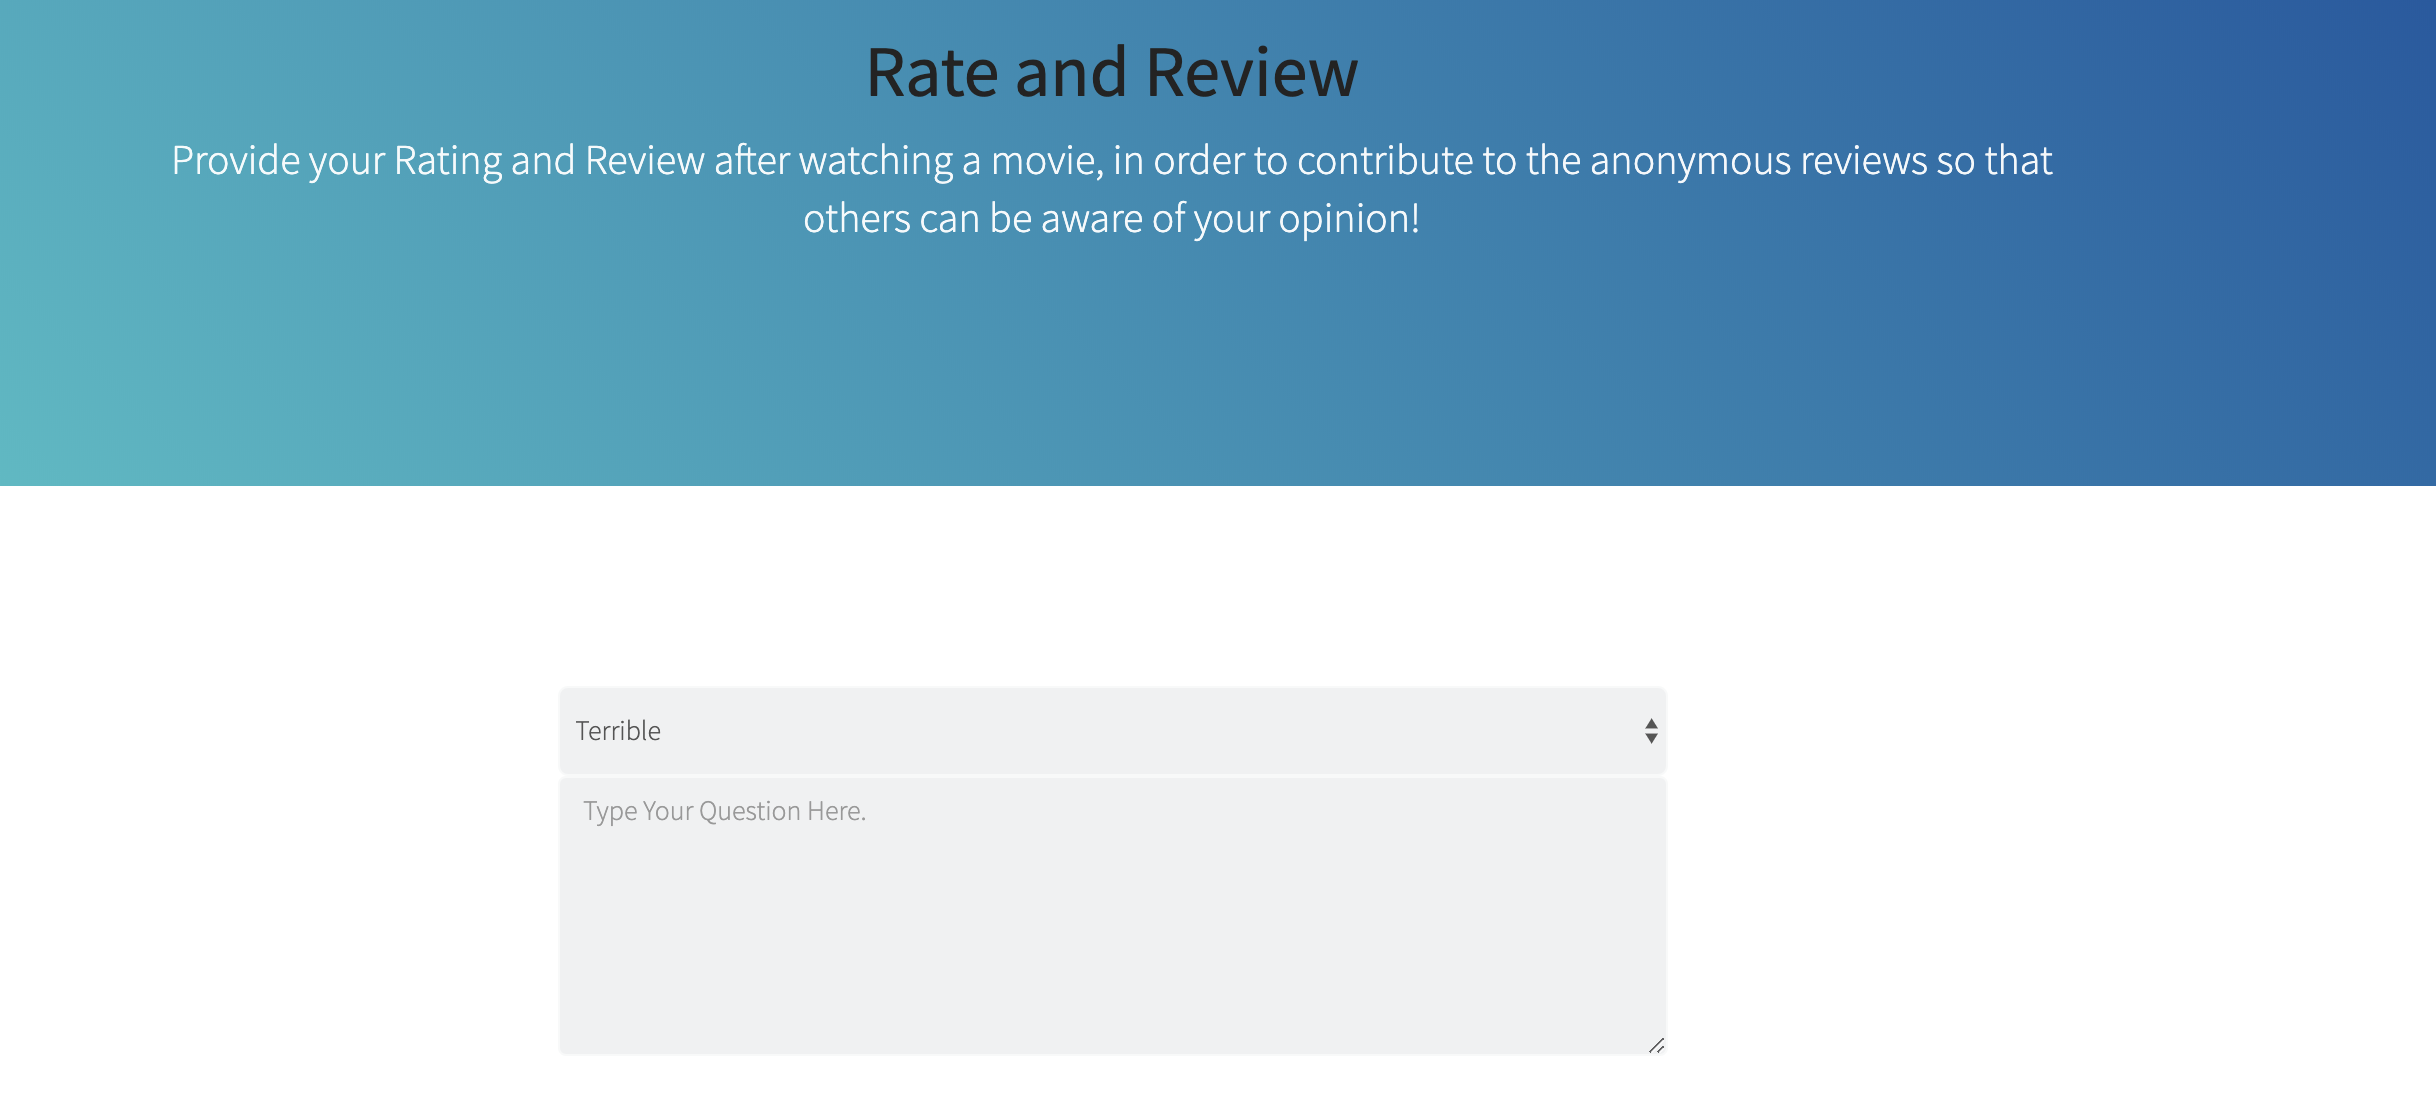 Rate and Review
Provide your Rating and Review after watching a movie, in order to contribute to the anonymous reviews so that
others can be aware of your opinion!
Terrible
Type Your Question Here.